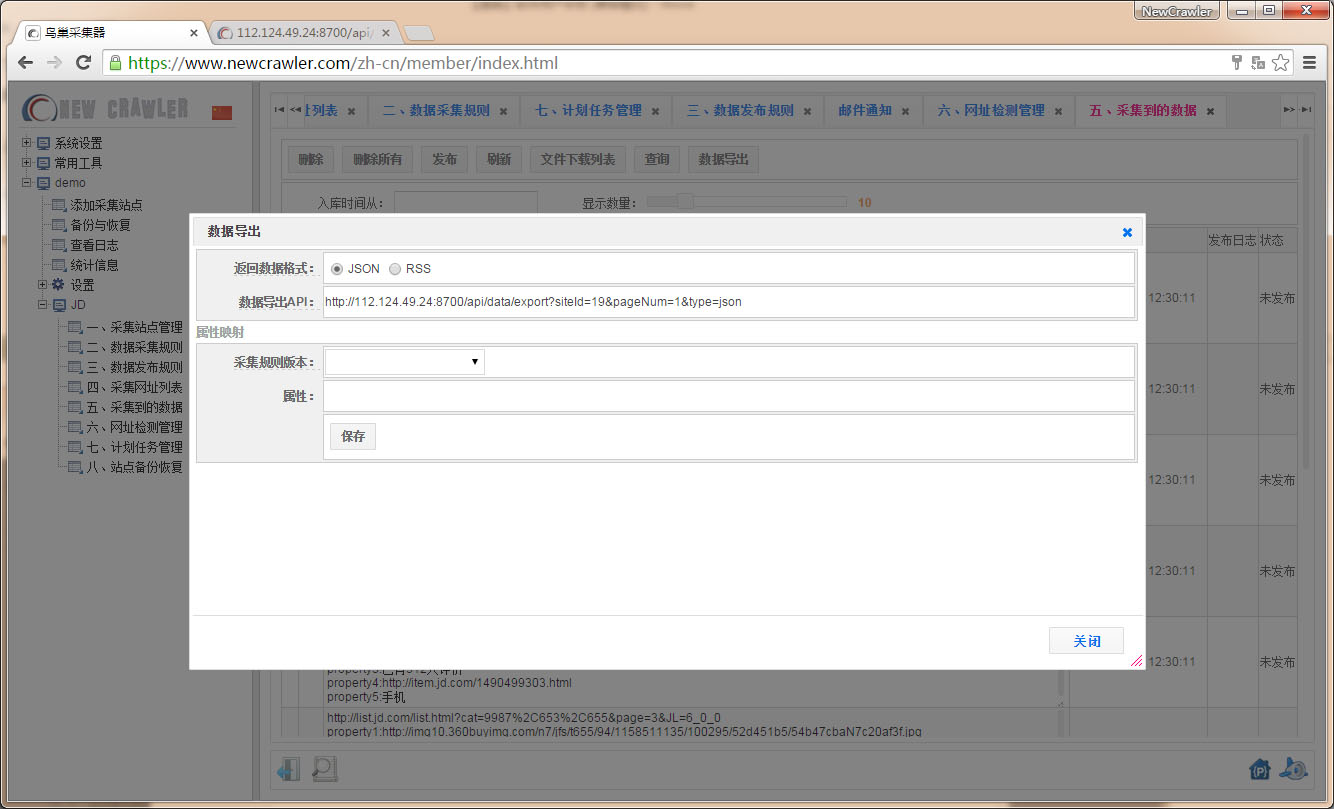 NewCrawler
鸟巢采集器
112.124.49.24:8700/api/
https://www.newcrawler.com/zh-cn/member/index.html
NEW CRAWLER
址列表 二、数据采集规则 七、计划任务管理 三、数据发布规则 邮件通知 六、网址检测管理 五、采集到的数据
系统设置
常用工具
demo
添加采集站点
备份与恢复
查看日志
统计信息
设置
JD
一、采集站点管理
二、数据采集规则
三、数据发布规则
四、采集网址列表
五、采集到的数据
六、网址检测管理
七、计划任务管理
八、站点备份恢复
删除 删除所有 发布 刷新 文件下载列表 查询 数据导出
入库时间从： 显示数量： 10
发布日志 状态
12:30:11 未发布
12:30:11 未发布
12:30:11 未发布
12:30:11 未发布
12:30:11 未发布
数据导出
返回数据格式： JSON RSS
数据导出API： http://112.124.49.24:8700/api/data/export?siteId=19&pageNum=1&type=json
属性映射
采集规则版本：
属性：
保存
关闭
property3:已有512人评价
property4:http://item.jd.com/1490499303.html
property5:手机
http://list.jd.com/list.html?cat=9987%2C653%2C655&page=3&JL=6_0_0
property1:http://img10.360buyimg.com/n7/jfs/t655/94/1158511135/100295/52d451b5/54b47cbaN7c20af3f.jpg